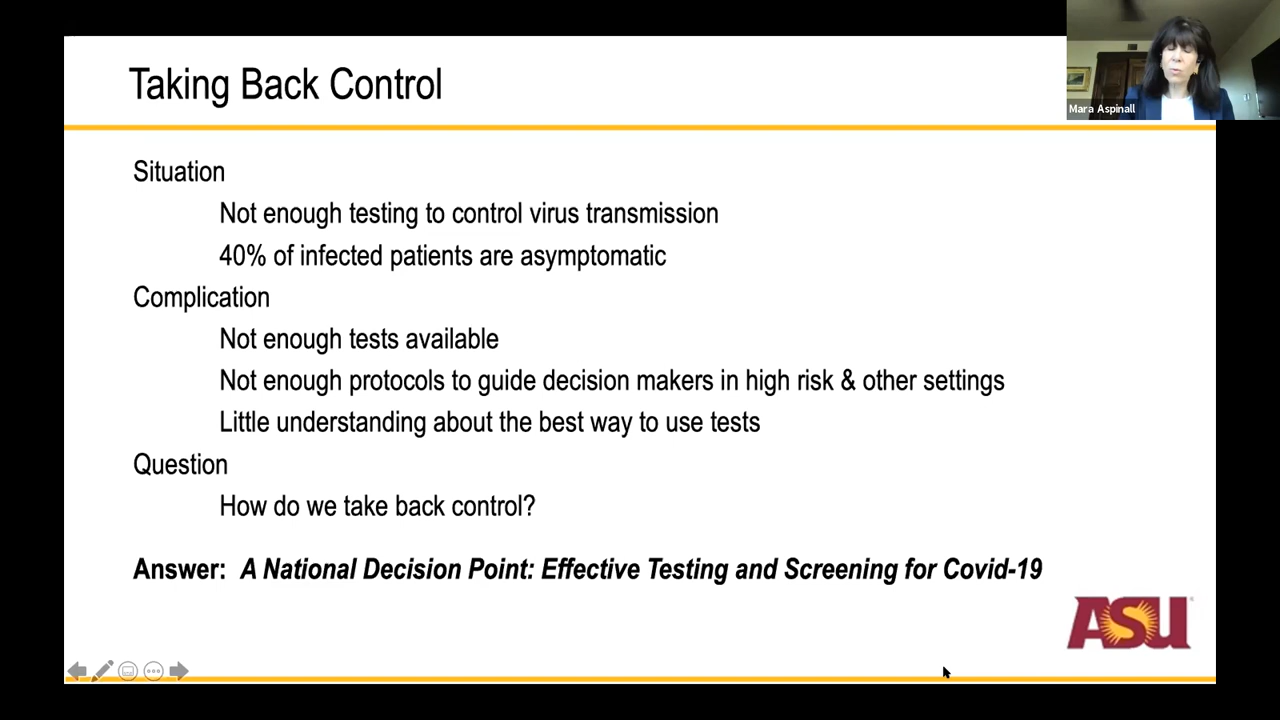 Taking Back Control
Mara Aspinall
Situation
Not enough testing to control virus transmission
40% of infected patients are asymptomatic
Complication
Not enough tests available
Not enough protocols to guide decision makers in high risk & other settings
Little understanding about the best way to use tests
Question
How do we take back control?
Answer: A National Decision Point: Effective Testing and Screening for Covid-19
ASU